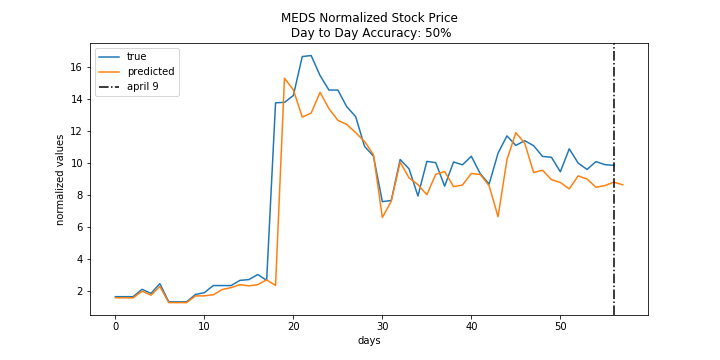 MEDS Normalized Stock Price
Day to Day Accuracy: 50%
true
predicted
april 9
normalized values
16
14
12
10
8
6
4
2
0
10
20
30
40
50
days